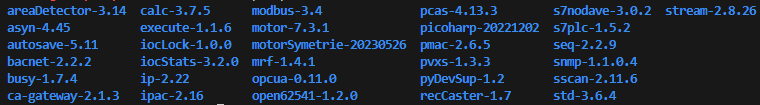 areaDetector-3.14 calc-3.7.5 modbus-3.4 pcas-4.13.3 s7nodave-3.0.2 stream-2.8.26
asyn-4.45 execute-1.1.6 motor-7.3.1 picoharp-20221202 s7plc-1.5.2
autosave-5.11 iocLock-1.0.0 motorSymetrie-20230526 pmac-2.6.5 seq-2.2.9
bacnet-2.2.2 iocStats-3.2.0 mrf-1.4.1 pvxs-1.3.3 snmp-1.1.0.4
busy-1.7.4 ip-2.22 opcua-0.11.0 pyDevSup-1.2 sscan-2.11.6
ca-gateway-2.1.3 ipac-2.16 open62541-1.2.0 recCaster-1.7 std-3.6.4